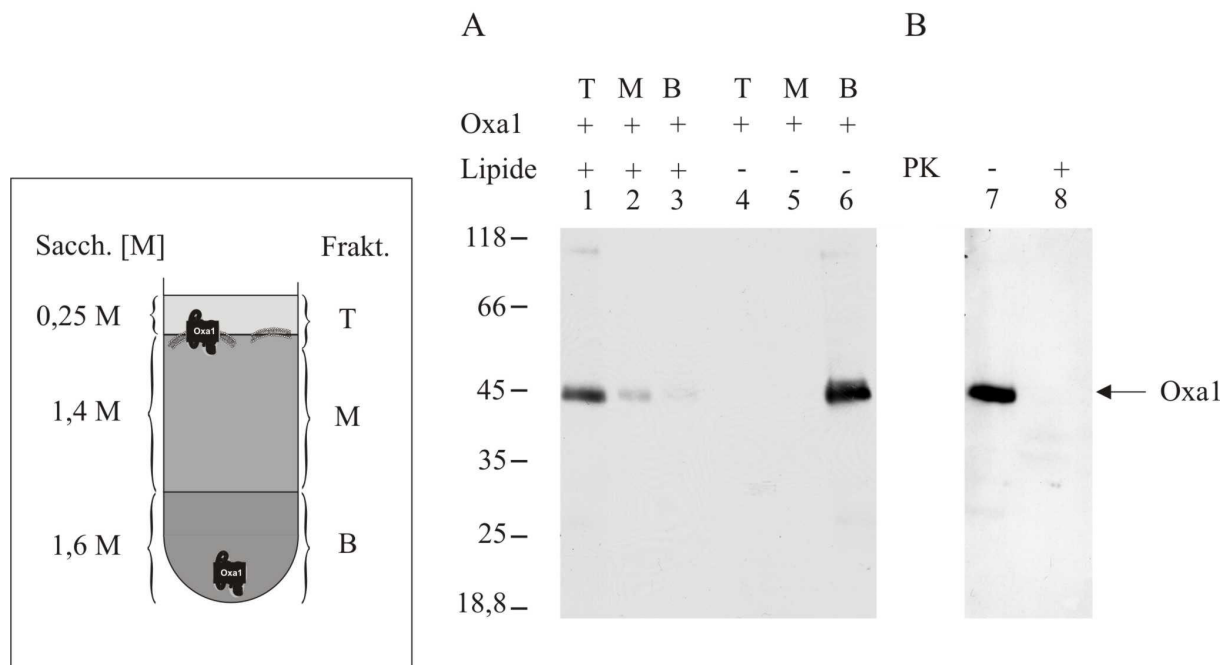 A
T M B T M B
Oxa1 + + + + + +
Lipide + + + - - -
1 2 3 4 5 6
118
66
45
35
25
18,8
B
PK - +
7 8
Oxa1
Sacch. [M] Frakt.
0,25 M T
Oxa1
1,4 M M
1,6 M B
Oxa1